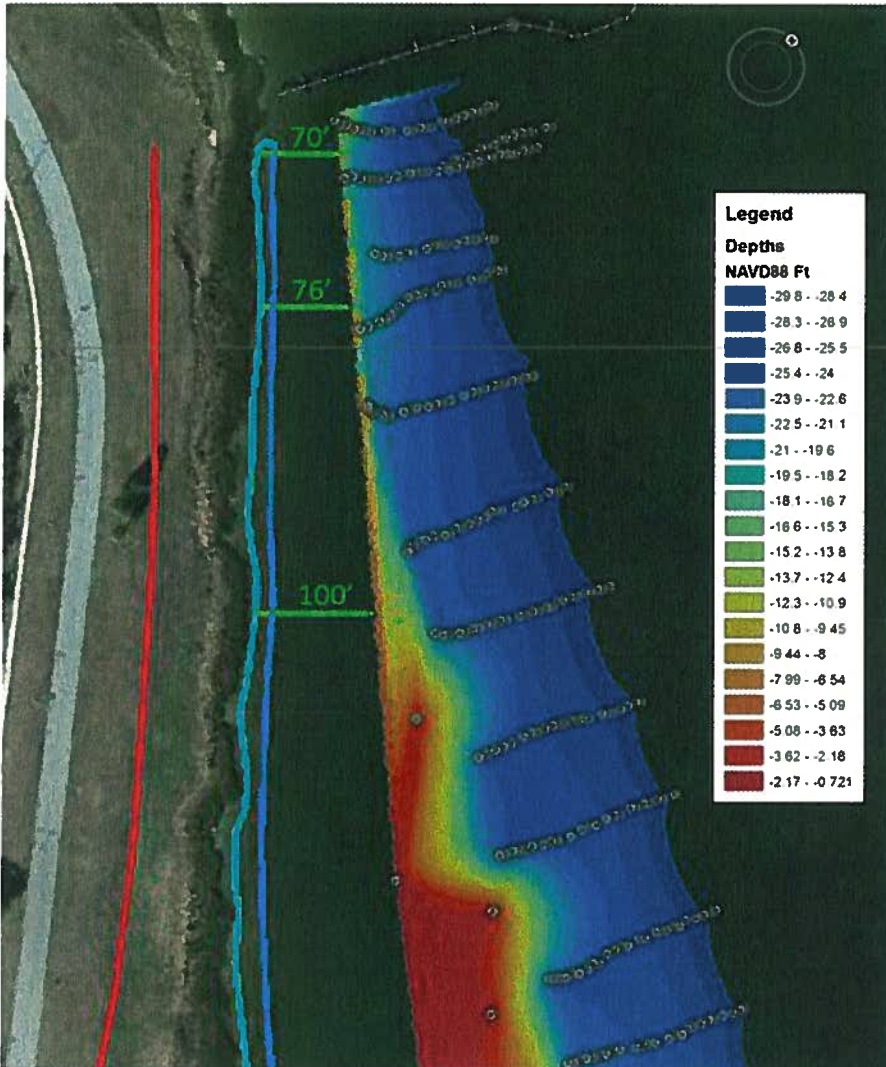 70'
76'
100'
Legend
Depths
NAVD88 Ft
-29.8 - -28.4
-28.3 - -26.9
-26.8 - -25.5
-25.4 - -24
-23.9 - -22.6
-22.5 - -21.1
-21 - -19.6
-19.5 - -18.2
-18.1 - -16.7
-16.6 - -15.3
-15.2 - -13.8
-13.7 - -12.4
-12.3 - -10.9
-10.8 - -9.45
-9.44 - -8
-7.99 - -6.54
-6.53 - -5.09
-5.08 - -3.63
-3.62 - -2.18
-2.17 - -0.721